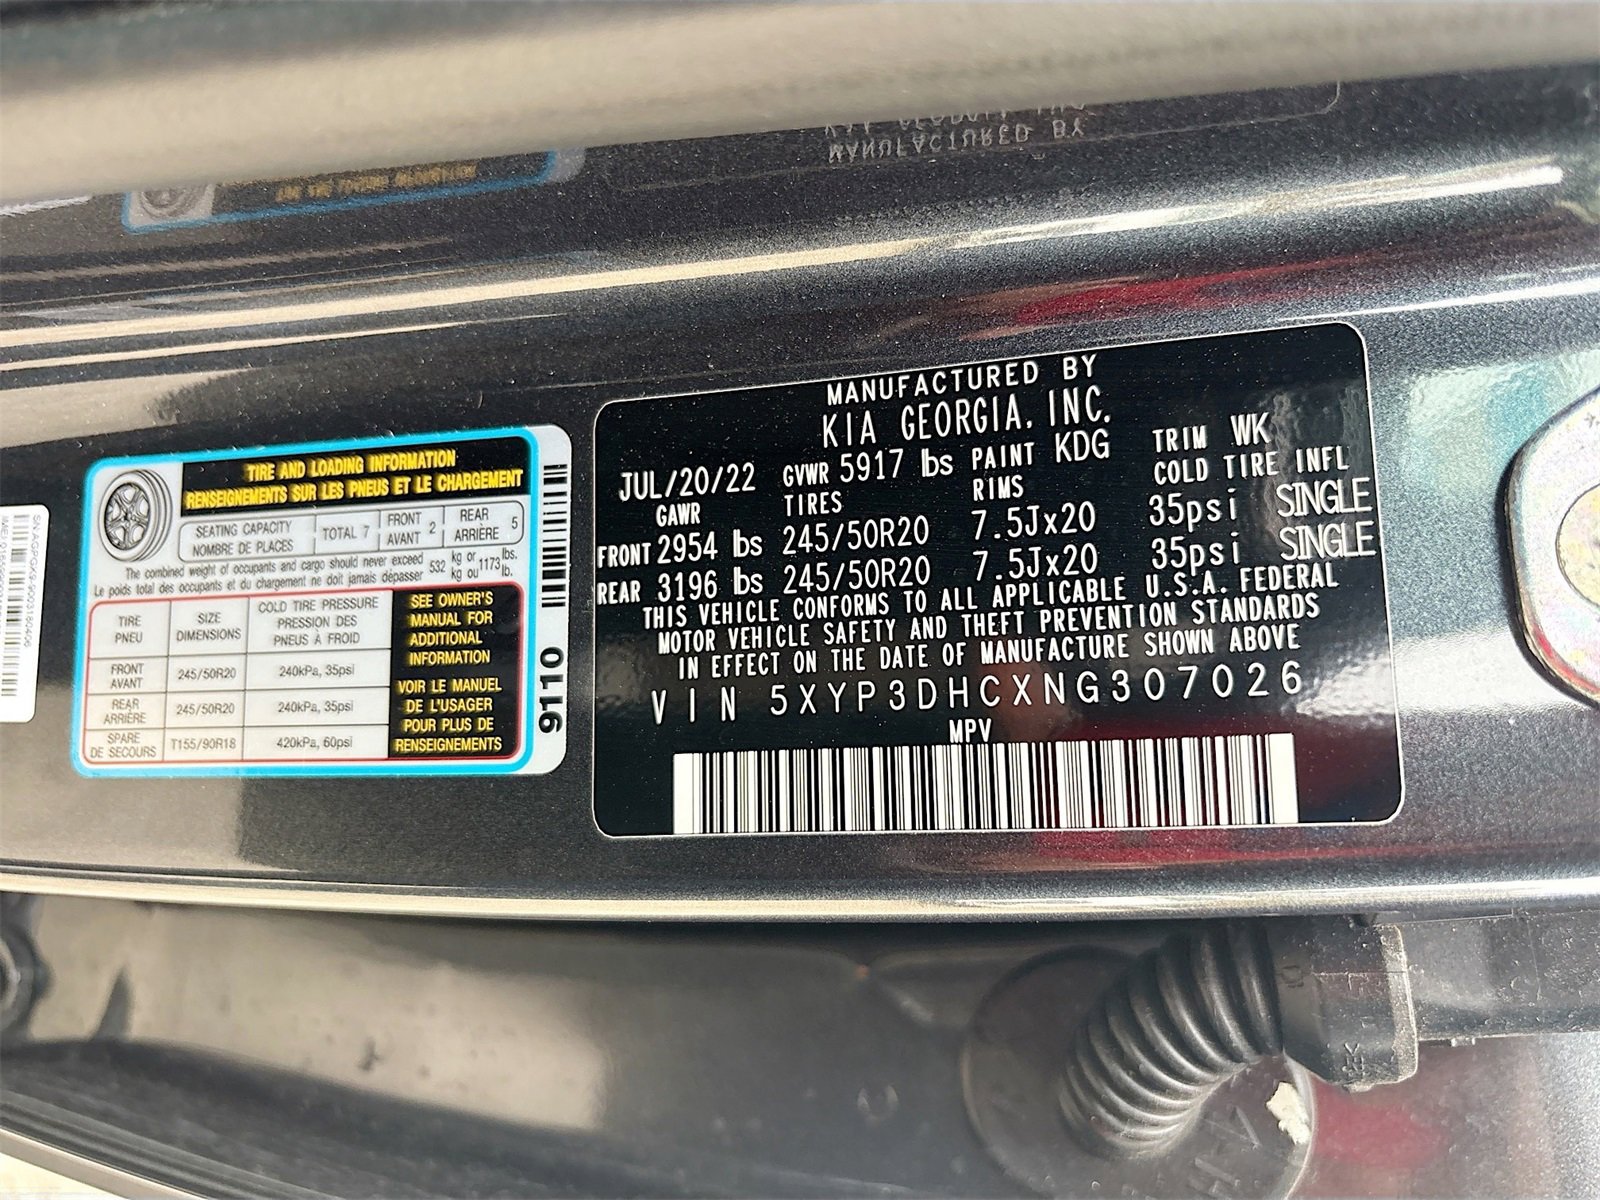 TIRE AND LOADING INFORMATION
RENSEIGNEMENTS SUR LES PNEUS ET LE CHARGEMENT
SEATING CAPACITY
NOMBRE DE PLACES
TOTAL 7
FRONT
AVANT
2
REAR
ARRIÈRE
5
The combined weight of occupants and cargo should never exceed 532 kg or 1173 lbs.
Le poids total des occupants et du chargement ne doit jamais dépasser kg ou lb.
TIRE
PNEU
SIZE
DIMENSIONS
COLD TIRE PRESSURE
PRESSION DES
PNEUS À FROID
FRONT
AVANT
245/50R20
240kPa, 35psi
REAR
ARRIÈRE
245/50R20
240kPa, 35psi
SPARE
DE SECOURS
T155/90R18
420kPa, 60psi
SEE OWNER'S
MANUAL FOR
ADDITIONAL
INFORMATION
VOIR LE MANUEL
DE L'USAGER
POUR PLUS DE
RENSEIGNEMENTS
9110
MANUFACTURED BY
KIA GEORGIA, INC.
JUL/20/22 GVWR 5917 lbs PAINT KDG TRIM WK
GAWR TIRES RIMS COLD TIRE INFL
FRONT 2954 lbs 245/50R20 7.5Jx20 35psi SINGLE
REAR 3196 lbs 245/50R20 7.5Jx20 35psi SINGLE
THIS VEHICLE CONFORMS TO ALL APPLICABLE U.S.A. FEDERAL
MOTOR VEHICLE SAFETY AND THEFT PREVENTION STANDARDS
IN EFFECT ON THE DATE OF MANUFACTURE SHOWN ABOVE
VIN 5XYP3DHCXNG307026
MPV